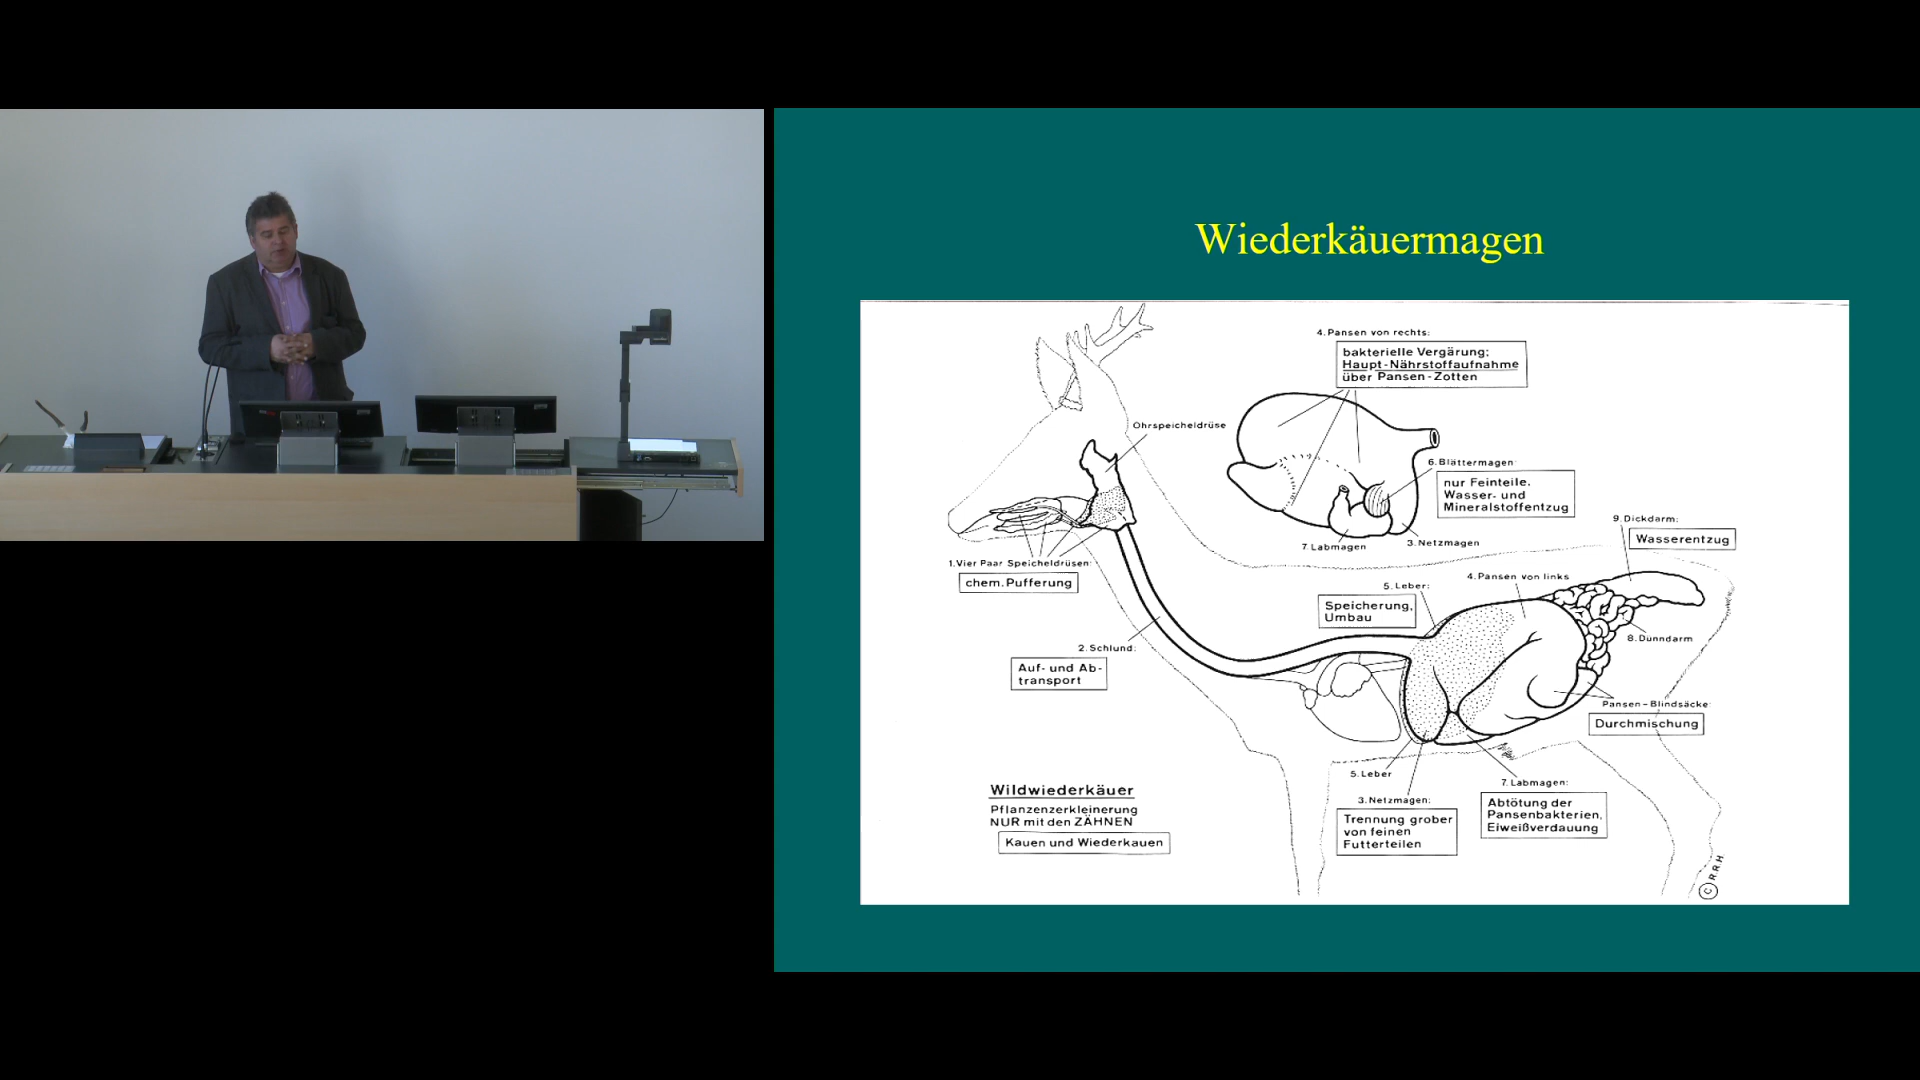 Wiederkäuermagen
4.Pansen von rechts:
bakterielle Vergärung;
Haupt-Nährstoffaufnahme
über Pansen-Zotten
Ohrspeicheldrüse
6.Blättermagen:
nur Feinteile.
Wasser- und
Mineralstoffentzug
7.Labmagen
3.Netzmagen
9.Dickdarm:
Wasserentzug
1.Vier Paar Speicheldrüsen:
chem.Pufferung
5.Leber:
Speicherung,
Umbau
4.Pansen von links
8.Dünndarm
2.Schlund:
Auf- und Ab-
transport
Pansen-Blindsäcke:
Durchmischung
5.Leber
3.Netzmagen:
Trennung grober
von feinen
Futterteilen
7.Labmagen:
Abtötung der
Pansenbakterien,
Eiweißverdauung
Wildwiederkäuer
Pflanzenzerkleinerung
NUR mit den ZÄHNEN
Kauen und Wiederkauen
© R.R.H.